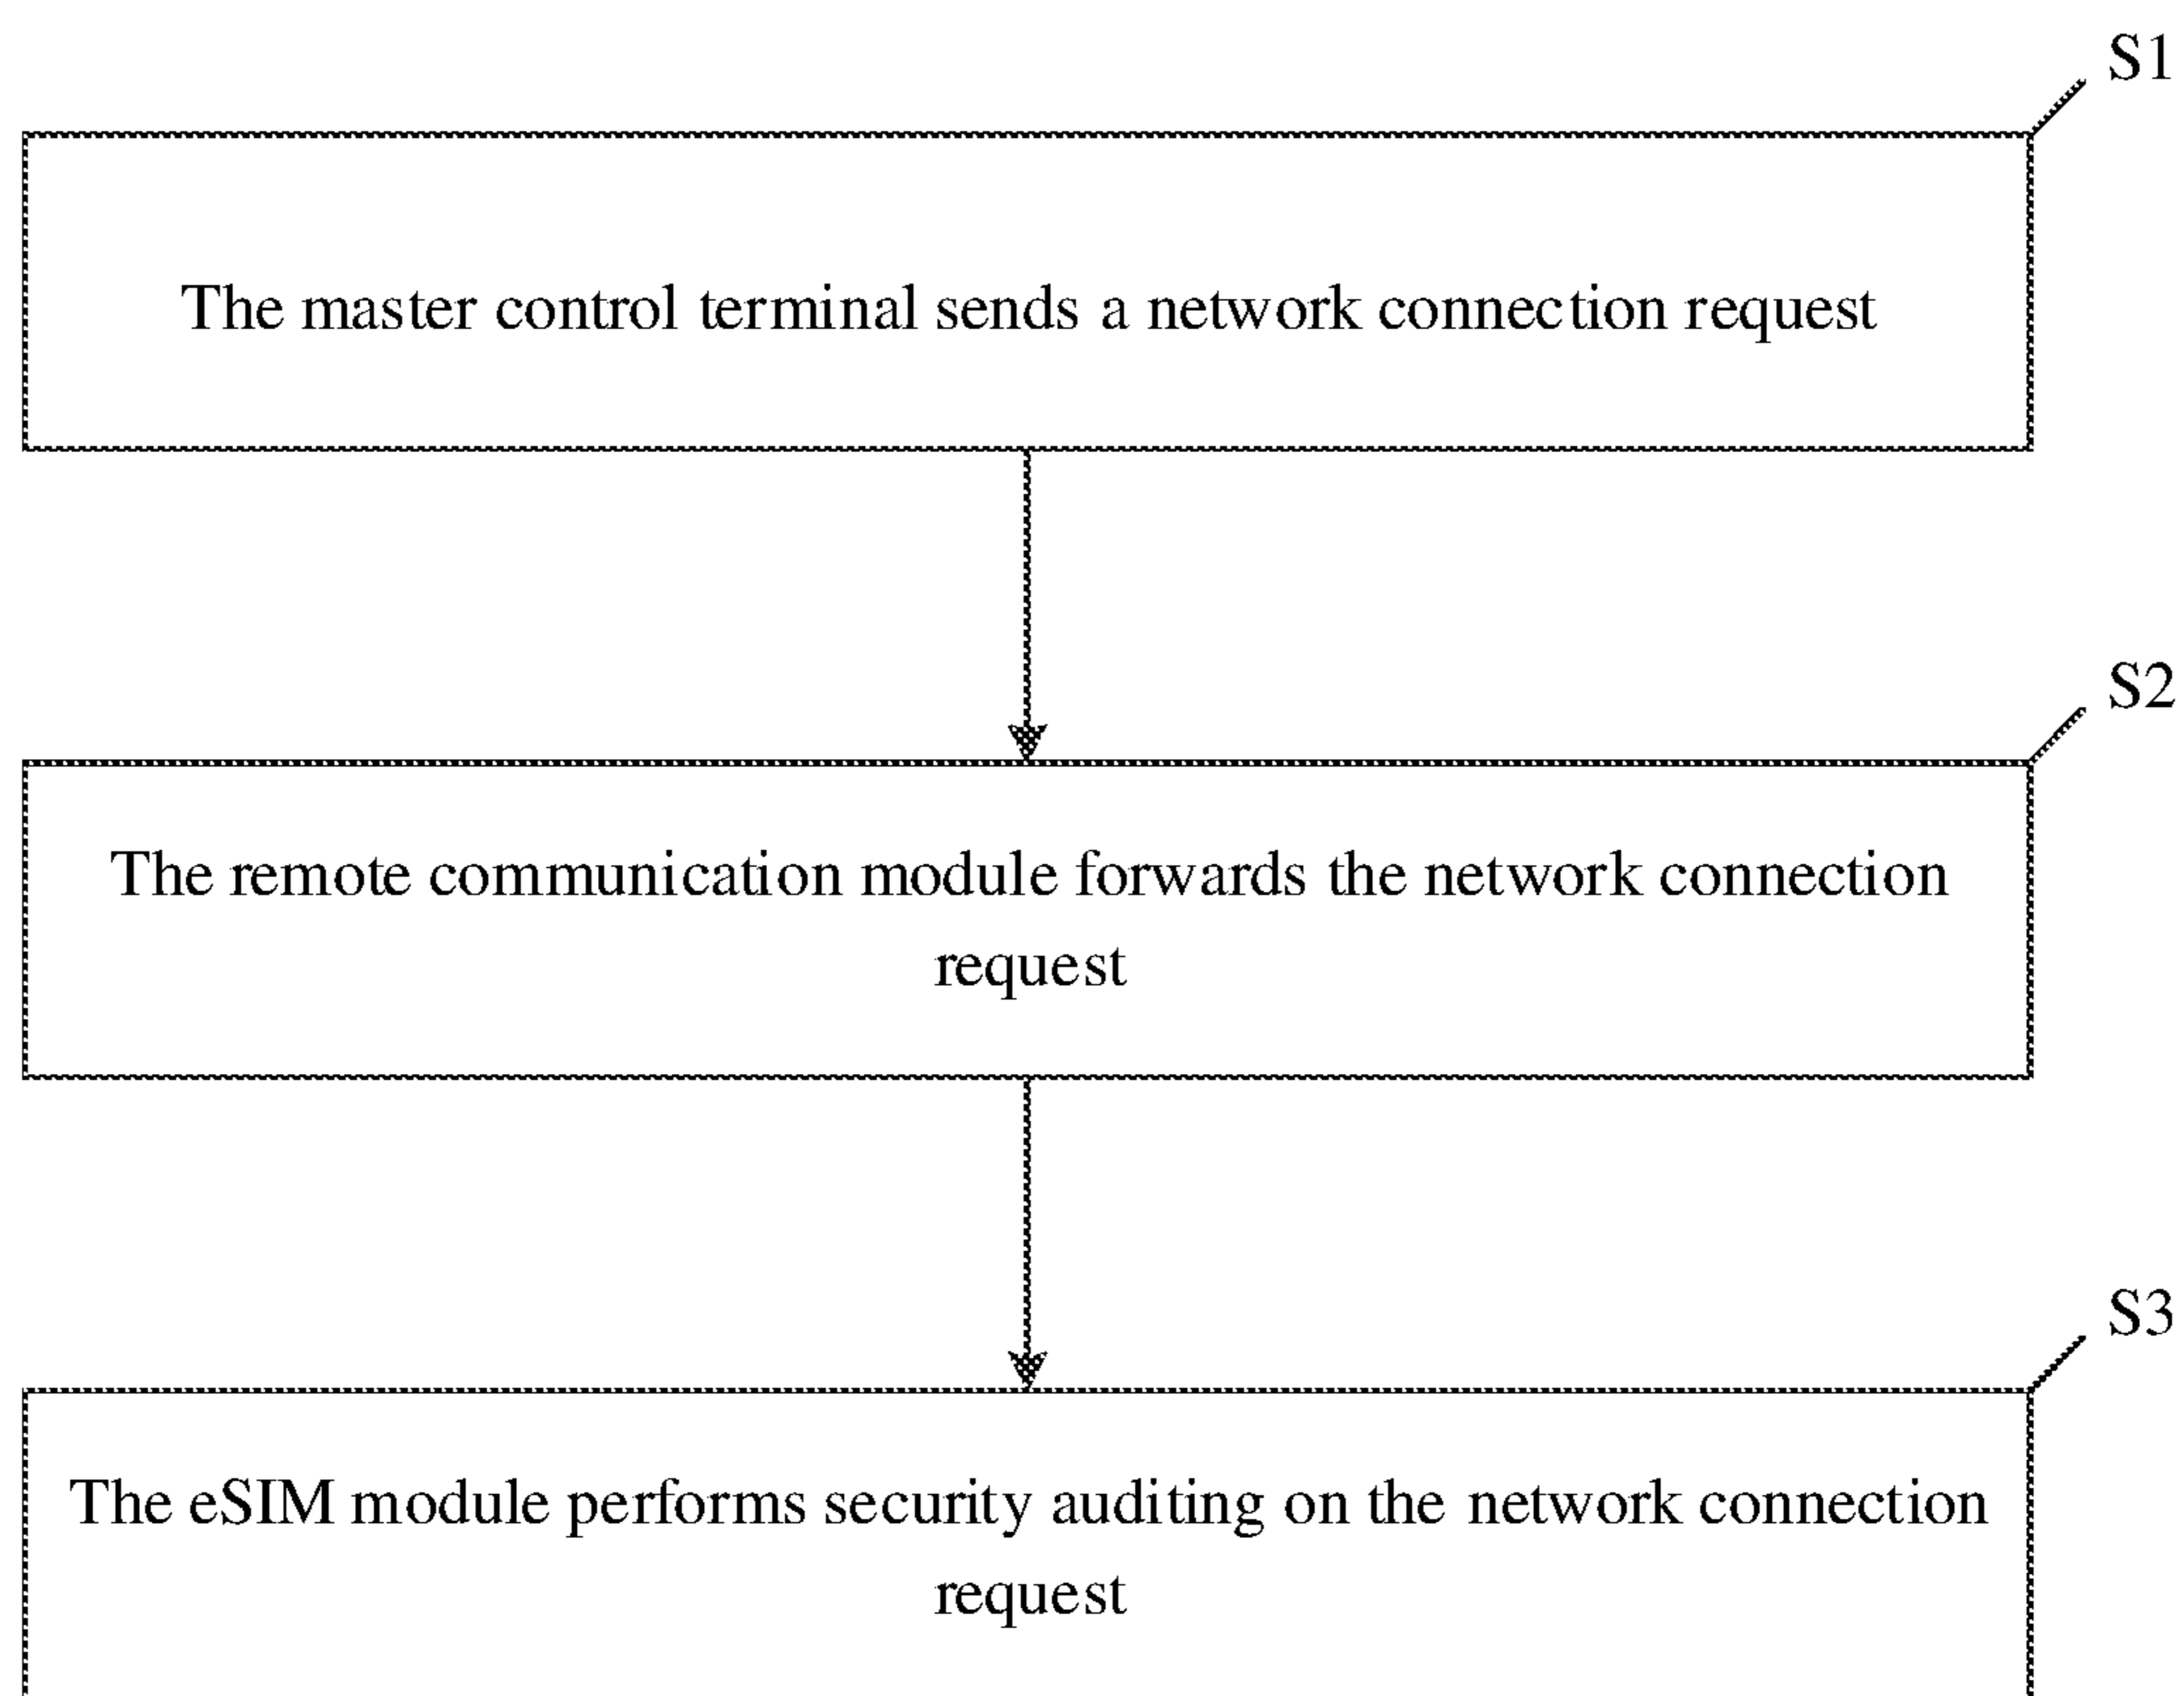 S1
The master control terminal sends a network connection request
S2
The remote communication module forwards the network connection
request
S3
The eSIM module performs security auditing on the network connection
request